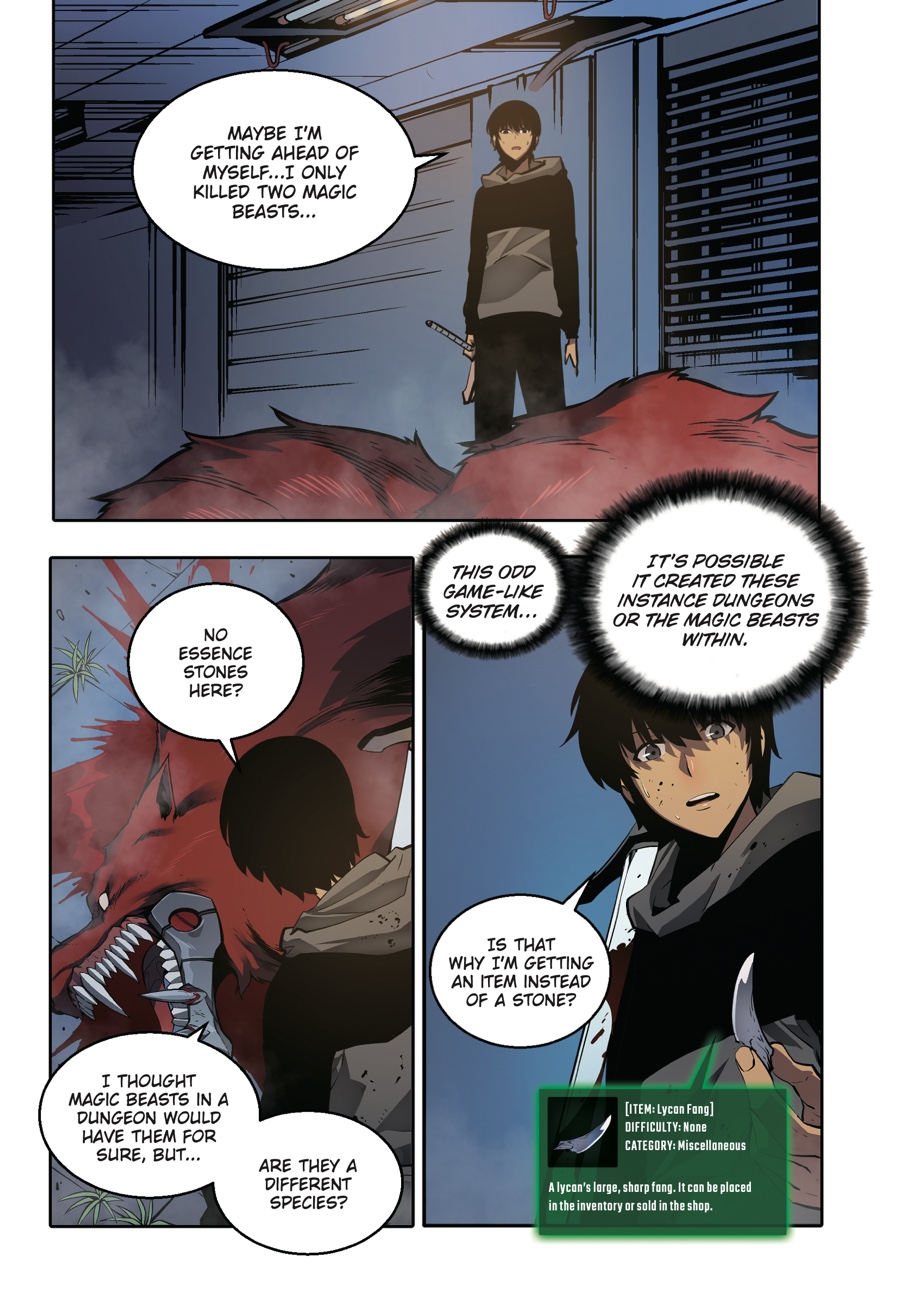 MAYBE I'M
GETTING AHEAD OF
MYSELF...I ONLY
KILLED TWO MAGIC
BEASTS...
NO
ESSENCE
STONES
HERE?
I THOUGHT
MAGIC BEASTS IN A
DUNGEON WOULD
HAVE THEM FOR
SURE, BUT...
ARE THEY A
DIFFERENT
SPECIES?
THIS ODD
GAME-LIKE
SYSTEM...
IT'S POSSIBLE
IT CREATED THESE
INSTANCE DUNGEONS
OR THE MAGIC BEASTS
WITHIN.
IS THAT
WHY I'M GETTING
AN ITEM INSTEAD
OF A STONE?
[ITEM: Lycan Fang]
DIFFICULTY: None
CATEGORY: Miscellaneous
A lycan's large, sharp fang. It can be placed
in the inventory or sold in the shop.